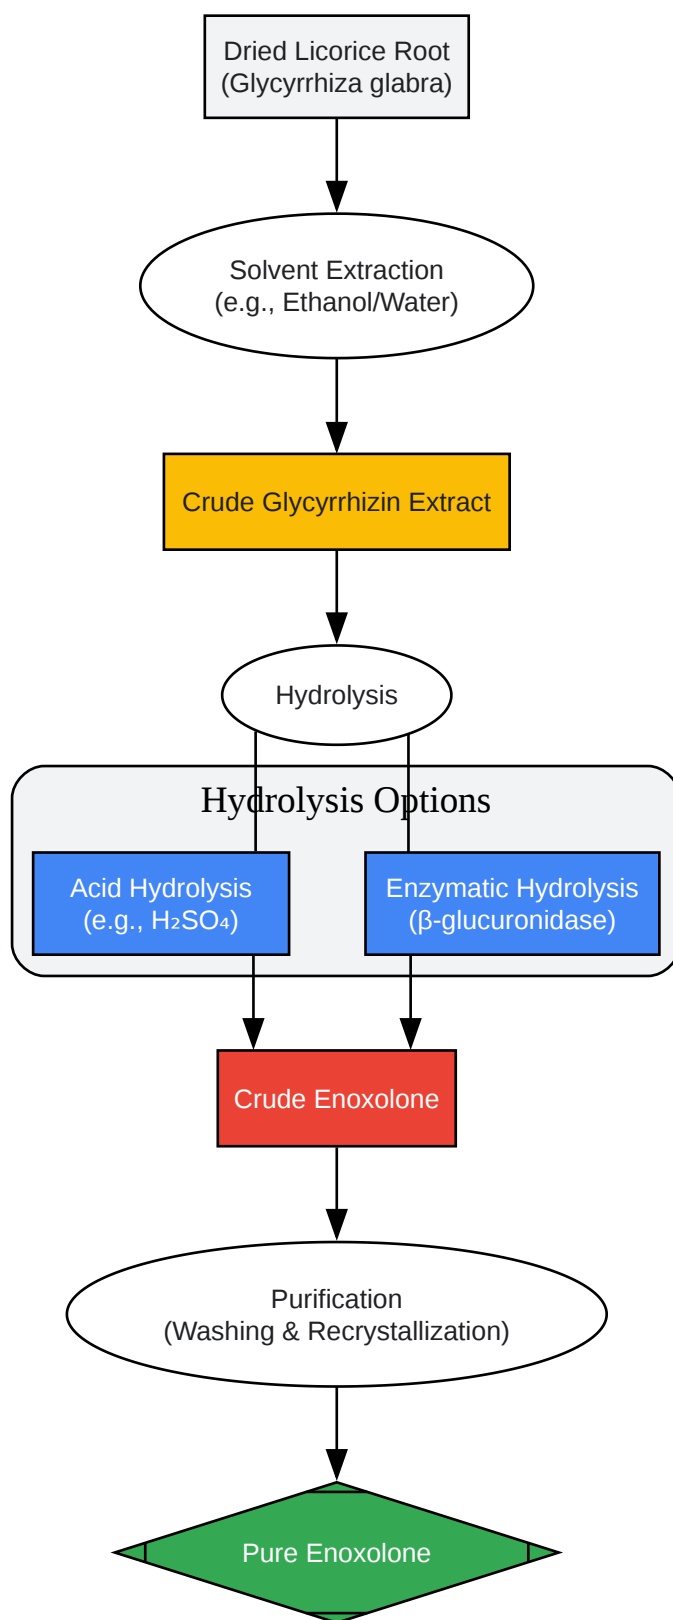 Dried Licorice Root
(Glycyrrhiza glabra)
Solvent Extraction
(e.g., Ethanol/Water)
Crude Glycyrrhizin Extract
Hydrolysis
Hydrolysis Options
Acid Hydrolysis
(e.g., H₂SO₄)
Enzymatic Hydrolysis
(β-glucuronidase)
Crude Enoxolone
Purification
(Washing & Recrystallization)
Pure Enoxolone